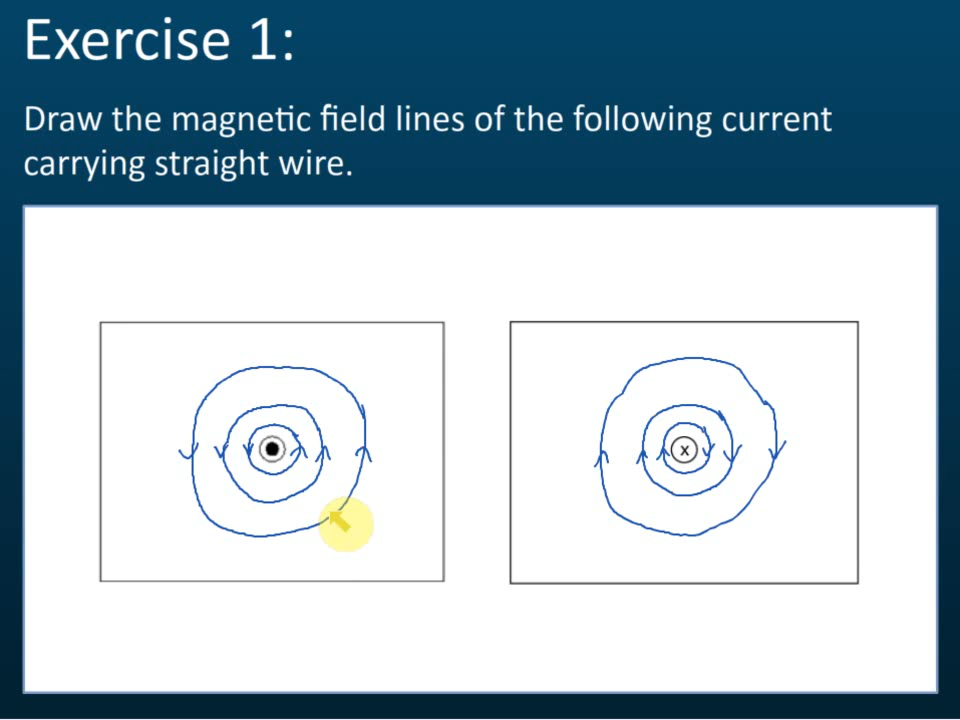 Exercise 1:
Draw the magnetic field lines of the following current
carrying straight wire.
x